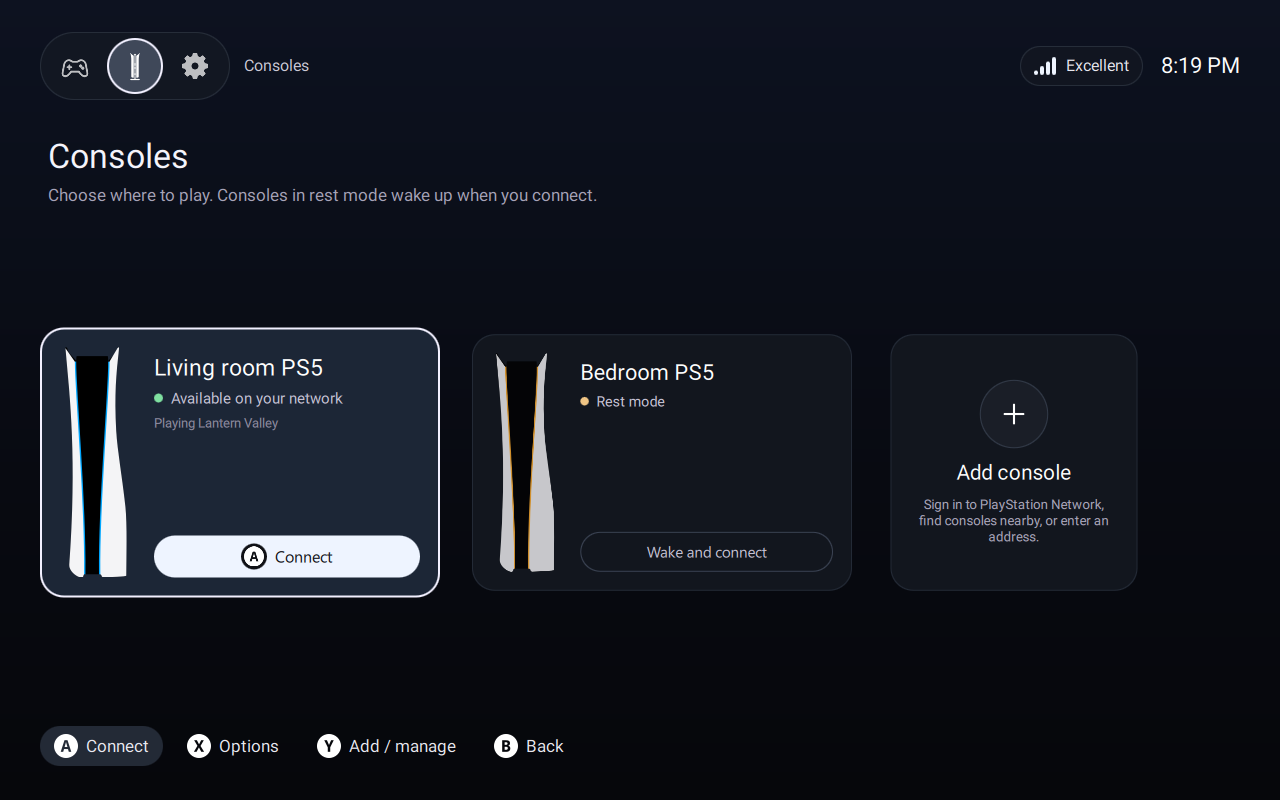 Consoles
Excellent
8:19 PM
Consoles
Choose where to play. Consoles in rest mode wake up when you connect.
Living room PS5
Available on your network
Playing Lantern Valley
A Connect
Bedroom PS5
Rest mode
Wake and connect
Add console
Sign in to PlayStation Network,
find consoles nearby, or enter an
address.
A Connect X Options Y Add / manage B Back